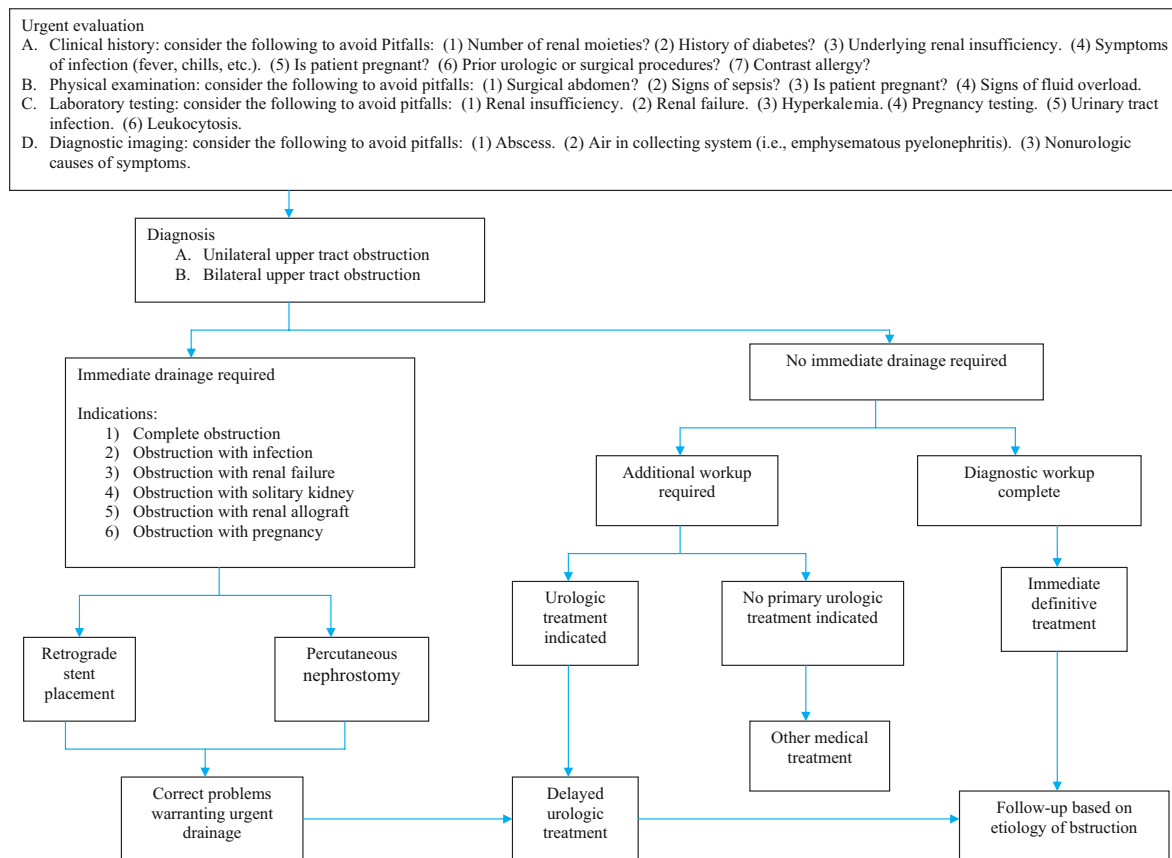 Urgent evaluation
A. Clinical history: consider the following to avoid Pitfalls: (1) Number of renal moieties? (2) History of diabetes? (3) Underlying renal insufficiency. (4) Symptoms
of infection (fever, chills, etc.). (5) Is patient pregnant? (6) Prior urologic or surgical procedures? (7) Contrast allergy?
B. Physical examination: consider the following to avoid pitfalls: (1) Surgical abdomen? (2) Signs of sepsis? (3) Is patient pregnant? (4) Signs of fluid overload.
C. Laboratory testing: consider the following to avoid pitfalls: (1) Renal insufficiency. (2) Renal failure. (3) Hyperkalemia. (4) Pregnancy testing. (5) Urinary tract
infection. (6) Leukocytosis.
D. Diagnostic imaging: consider the following to avoid pitfalls: (1) Abscess. (2) Air in collecting system (i.e., emphysematous pyelonephritis). (3) Nonurologic
causes of symptoms.
Diagnosis
A. Unilateral upper tract obstruction
B. Bilateral upper tract obstruction
Immediate drainage required
Indications:
1) Complete obstruction
2) Obstruction with infection
3) Obstruction with renal failure
4) Obstruction with solitary kidney
5) Obstruction with renal allograft
6) Obstruction with pregnancy
No immediate drainage required
Additional workup
required
Diagnostic workup
complete
Urologic
treatment
indicated
No primary urologic
treatment indicated
Immediate
definitive
treatment
Retrograde
stent
placement
Percutaneous
nephrostomy
Other medical
treatment
Correct problems
warranting urgent
drainage
Delayed
urologic
treatment
Follow-up based on
etiology of bstruction